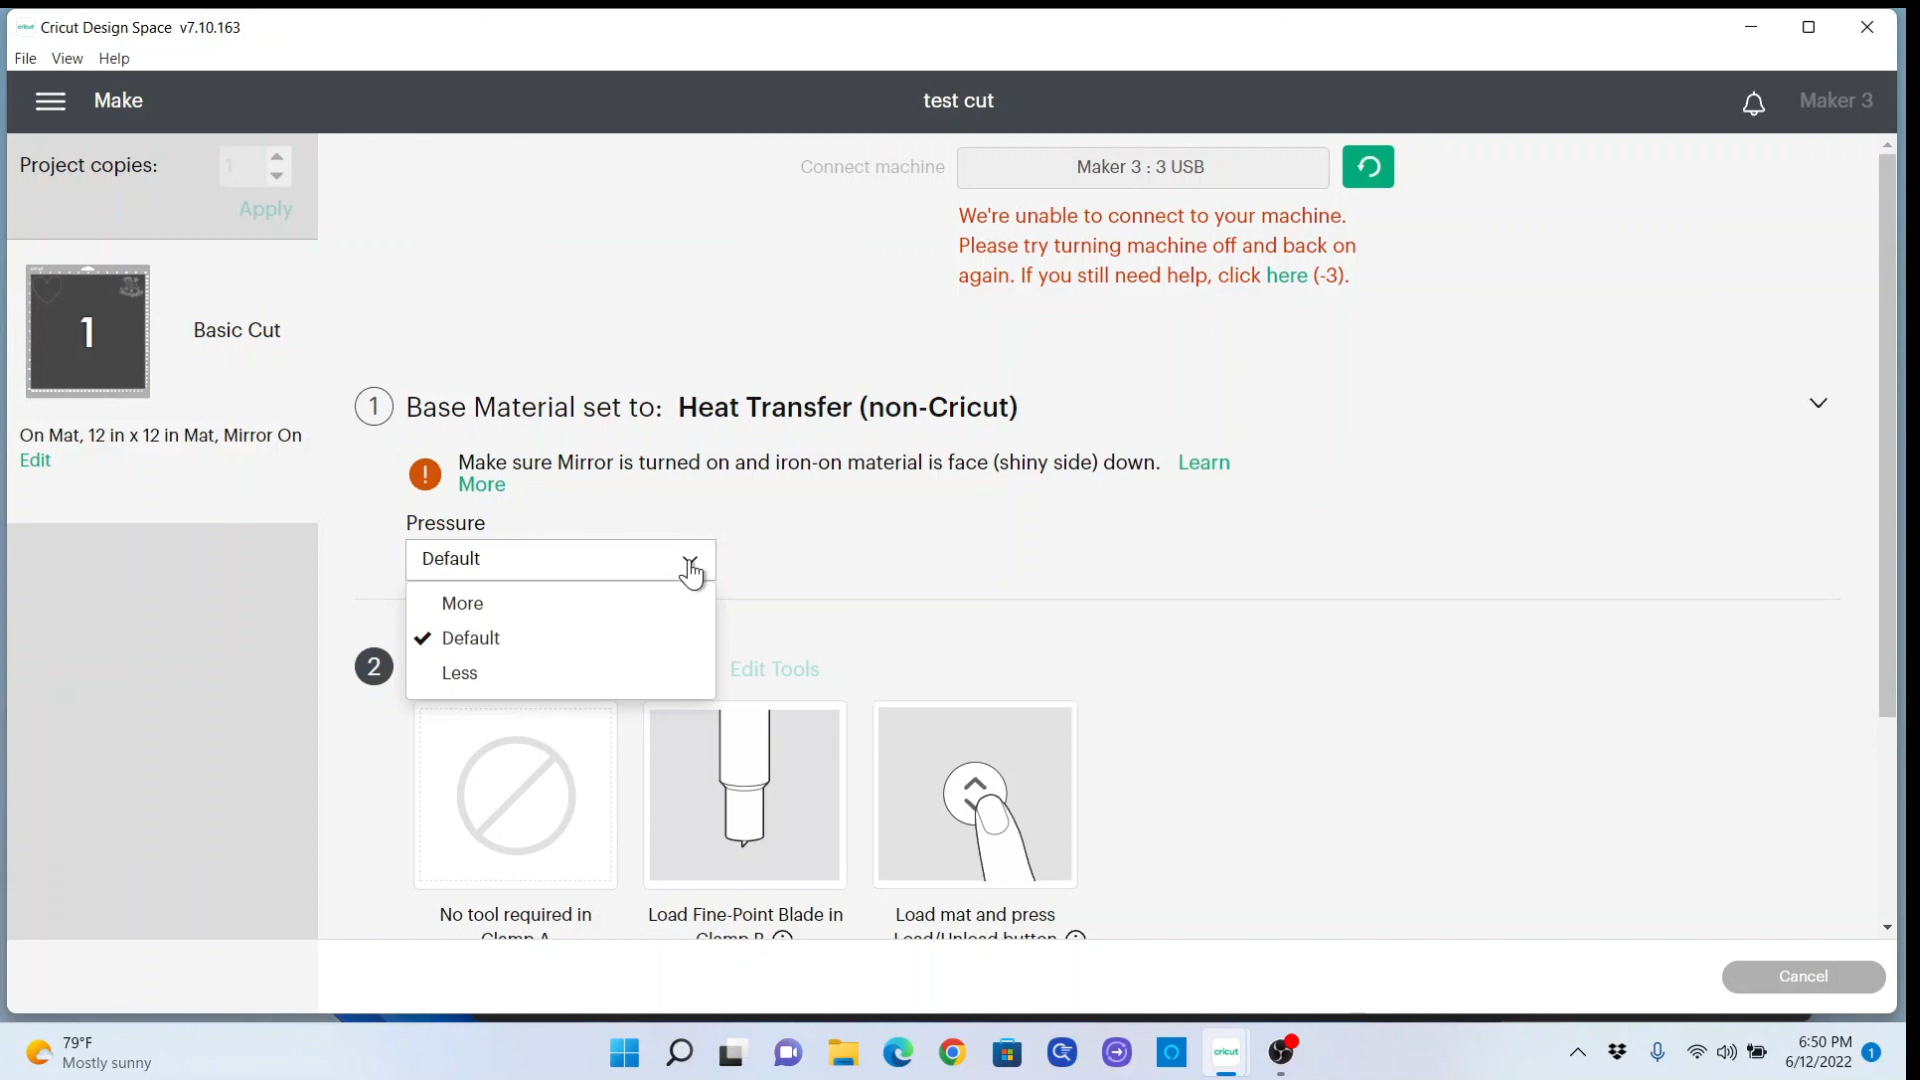 Cricut Design Space v7.10.163
File View Help
Make
test cut
Maker 3
Project copies:
1
Apply
Connect machine
Maker 3 : 3 USB
We're unable to connect to your machine.
Please try turning machine off and back on
again. If you still need help, click here (-3).
1
Basic Cut
On Mat, 12 in x 12 in Mat, Mirror On
Edit
1 Base Material set to: Heat Transfer (non-Cricut)
! Make sure Mirror is turned on and iron-on material is face (shiny side) down. Learn
More
Pressure
Default
More
Default
Less
2
Edit Tools
No tool required in
Clamp A
Load Fine-Point Blade in
Clamp B
Load mat and press
Load/Unload button
Cancel
79°F
Mostly sunny
cricut
6:50 PM
6/12/2022
1